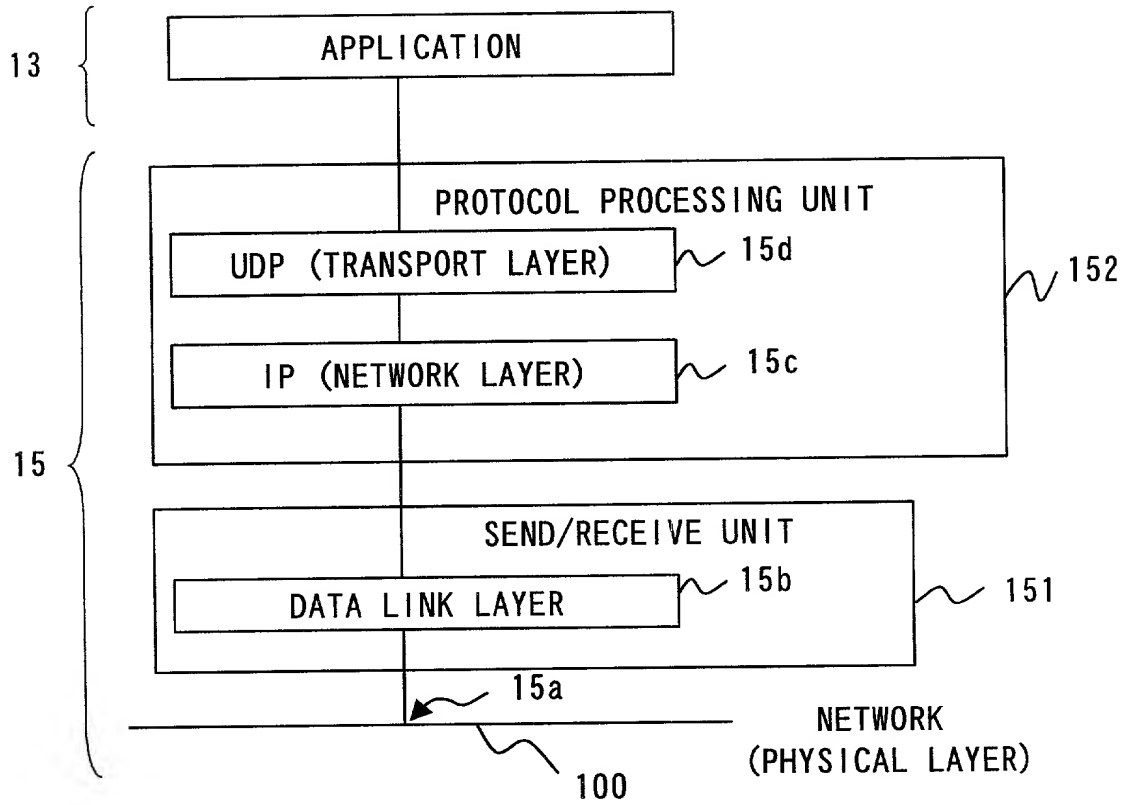 13
APPLICATION
PROTOCOL PROCESSING UNIT
UDP (TRANSPORT LAYER)
15d
152
IP (NETWORK LAYER)
15c
15
SEND/RECEIVE UNIT
DATA LINK LAYER
15b
151
15a
NETWORK
(PHYSICAL LAYER)
100